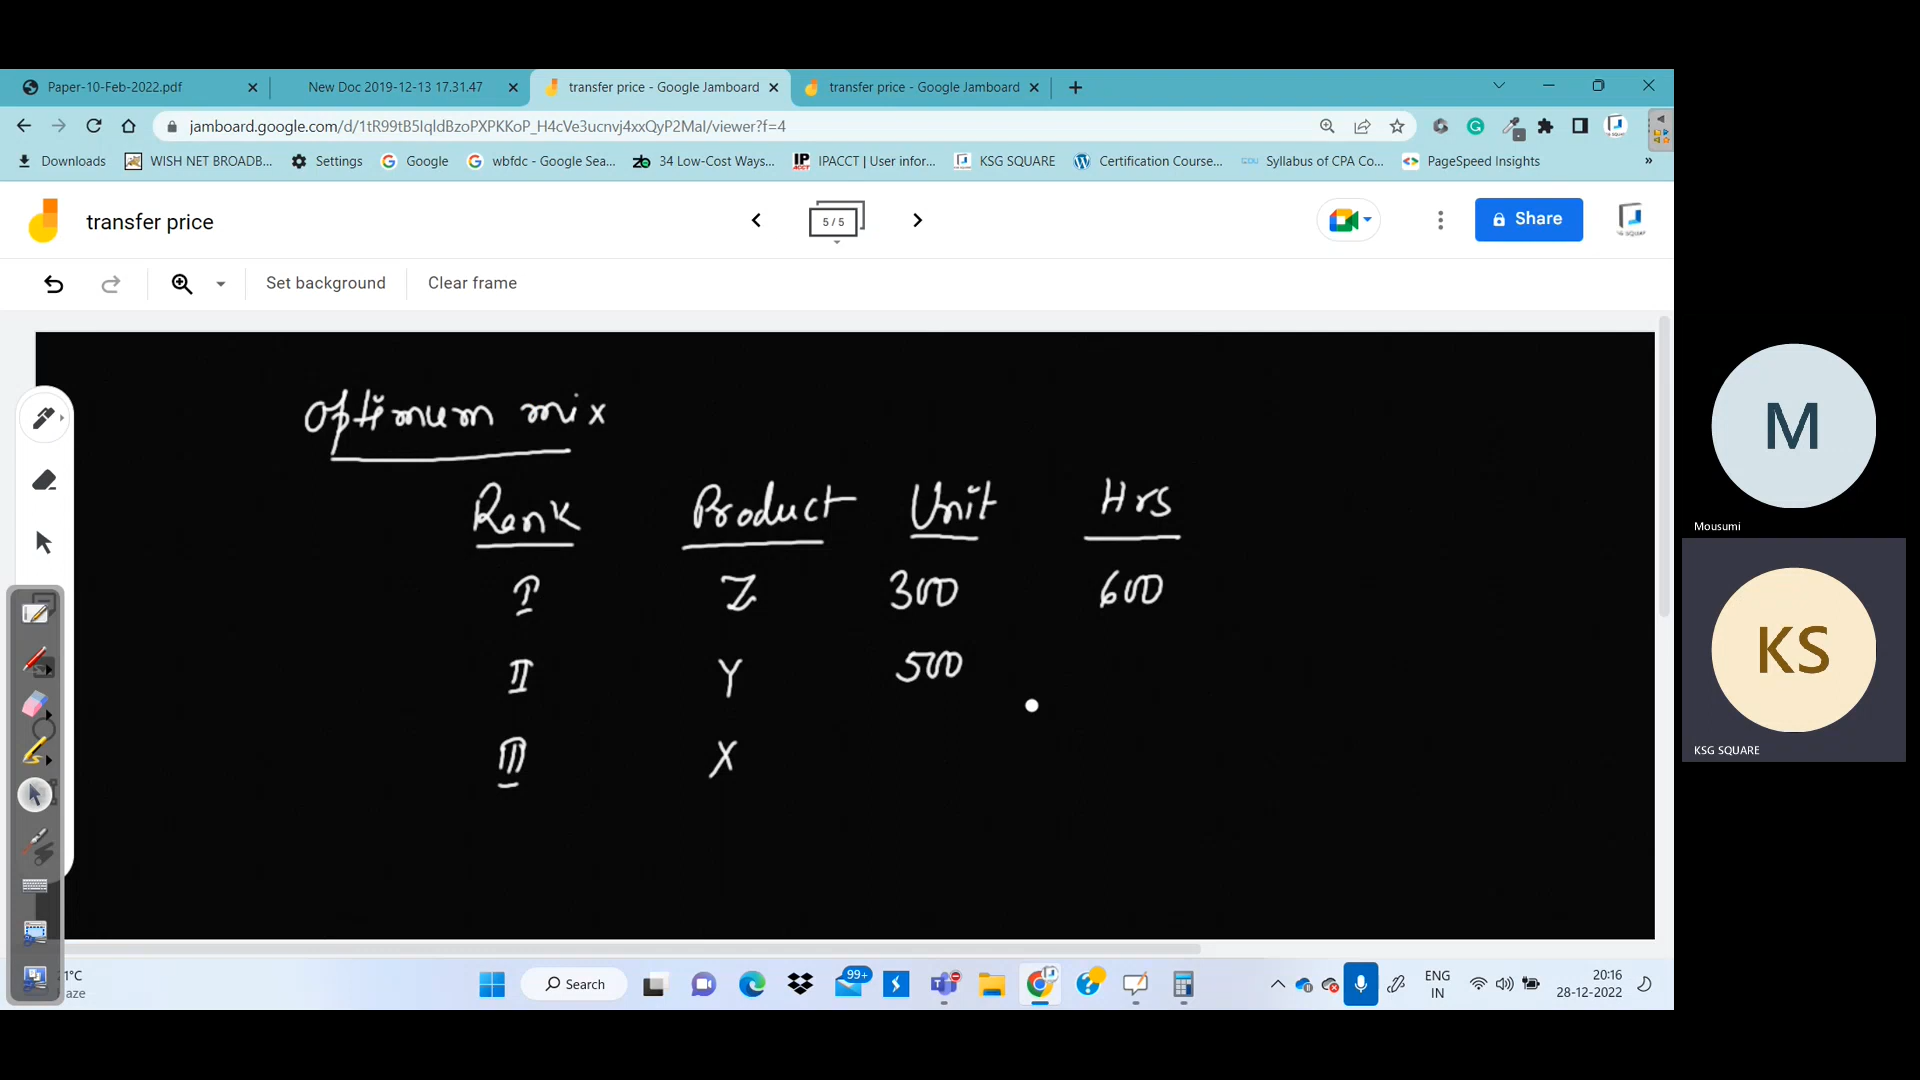 Paper-10-Feb-2022.pdf
New Doc 2019-12-13 17.31.47
transfer price - Google Jamboard
transfer price - Google Jamboard
jamboard.google.com/d/1tR99tB5IqldBzoPXPKKoP_H4cVe3ucnvj4xxQyP2MaI/viewer?f=4
Downloads
WISH NET BROADB...
Settings
Google
wbfdc - Google Sea...
34 Low-Cost Ways...
IPACCT | User infor...
KSG SQUARE
Certification Course...
Syllabus of CPA Co...
PageSpeed Insights
transfer price
5 / 5
Share
Set background
Clear frame
Optimum mix
Rank Product Unit Hrs
I Z 300 600
II Y 500
III X
M
Mousumi
KS
KSG SQUARE
1°C
aze
Search
99+
ENG
IN
20:16
28-12-2022